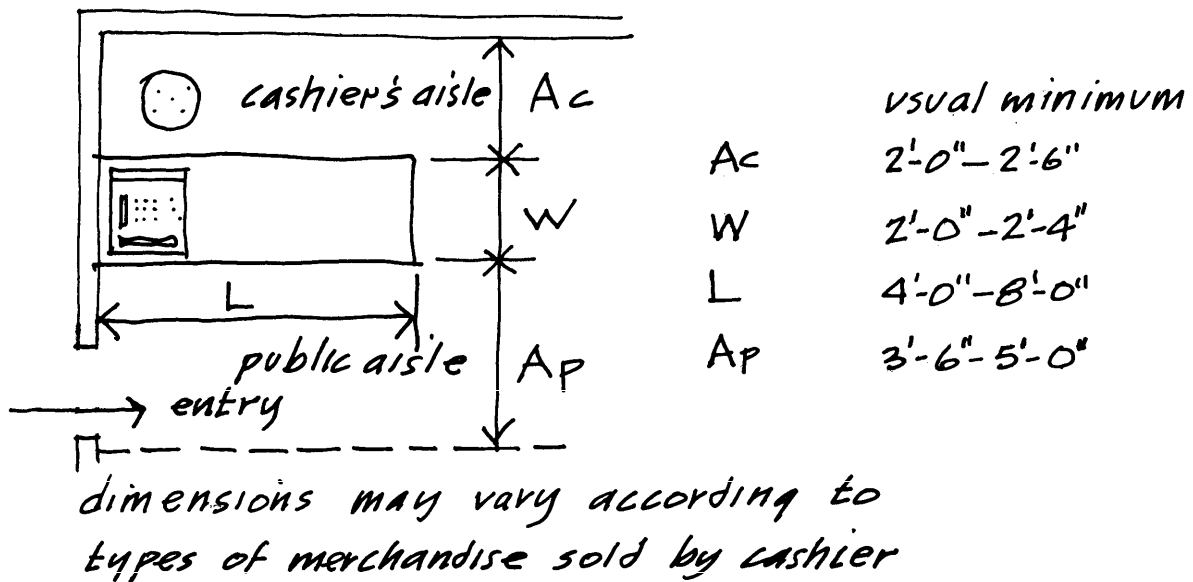 cashier's aisle Ac
W
L
public aisle Ap
entry
usual minimum
Ac 2'-0"-2'-6"
W 2'-0"-2'-4"
L 4'-0"-8'-0"
Ap 3'-6"-5'-0"
dimensions may vary according to
types of merchandise sold by cashier